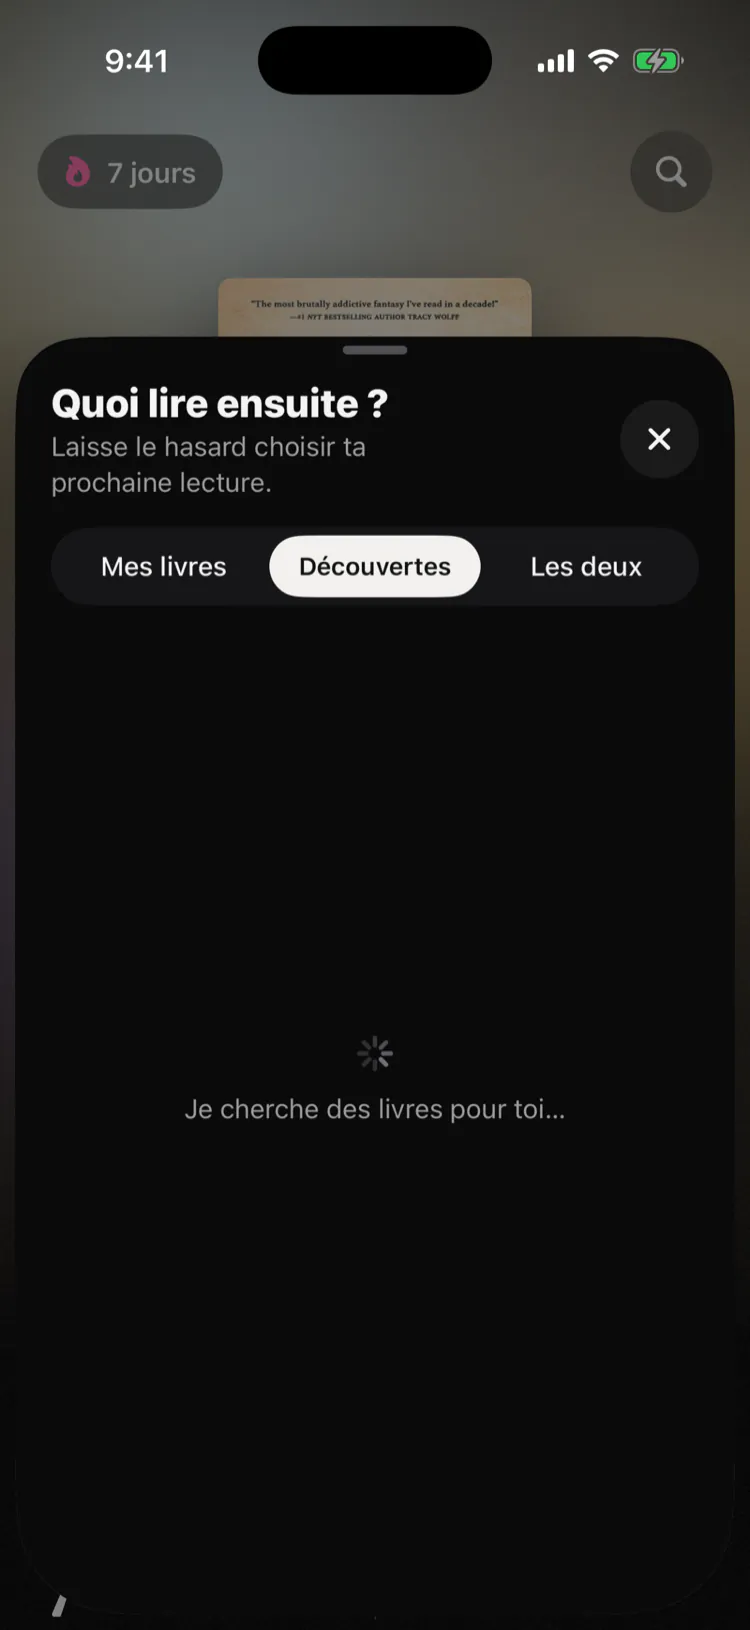 9:41
7 jours
"The most brutally addictive fantasy I've read in a decade!"
—#1 NYT BESTSELLING AUTHOR TRACY WOLFF
Quoi lire ensuite ?
Laisse le hasard choisir ta
prochaine lecture.
Mes livres
Découvertes
Les deux
Je cherche des livres pour toi...